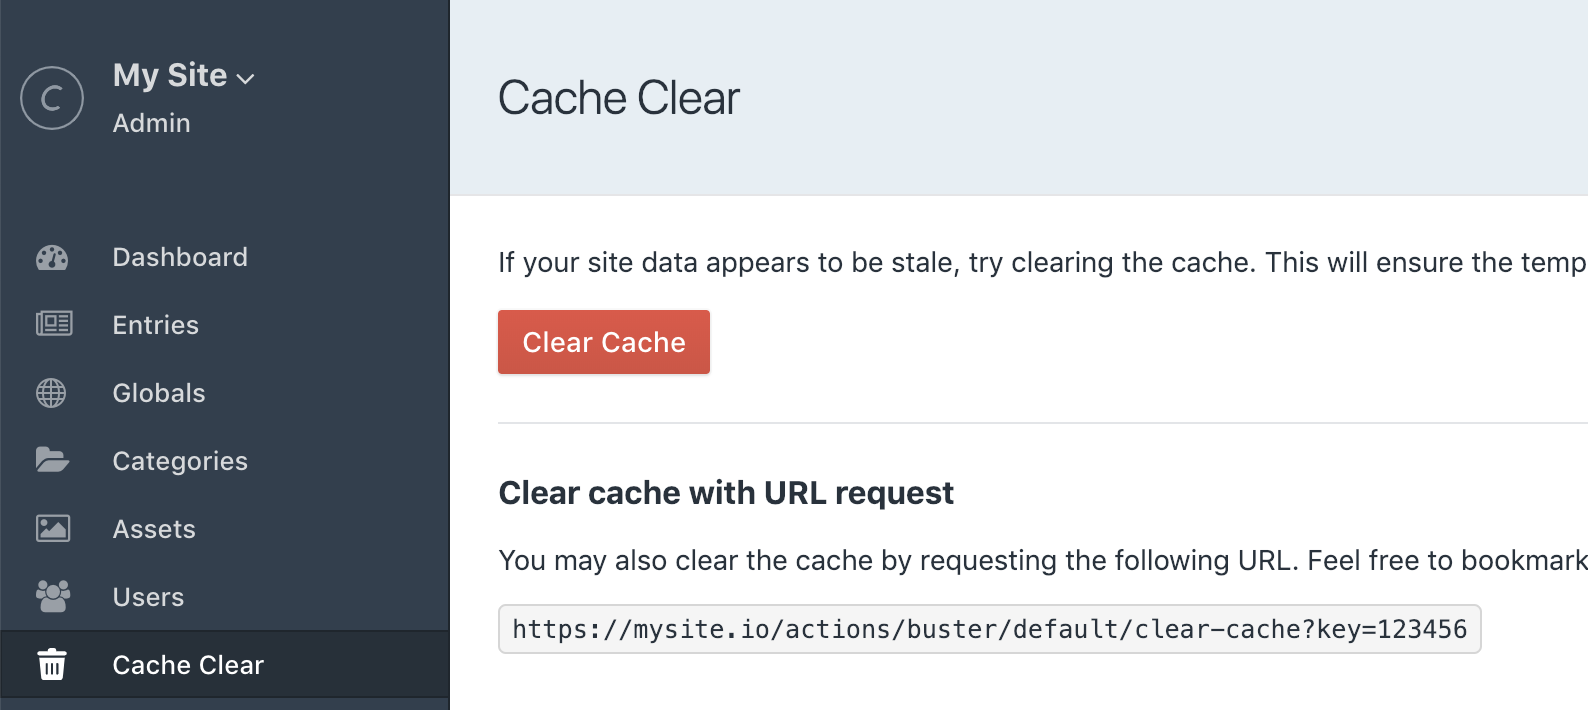 C
My Site
Admin
Dashboard
Entries
Globals
Categories
Assets
Users
Cache Clear
Cache Clear
If your site data appears to be stale, try clearing the cache. This will ensure the temp
Clear Cache
Clear cache with URL request
You may also clear the cache by requesting the following URL. Feel free to bookmark
https://mysite.io/actions/buster/default/clear-cache?key=123456